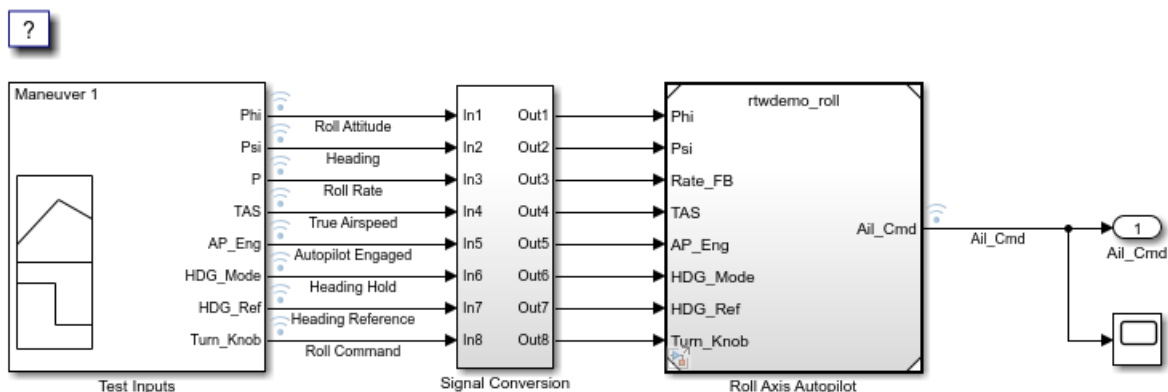 ?
Maneuver 1
Phi
Psi
P
TAS
AP_Eng
HDG_Mode
HDG_Ref
Turn_Knob
Test Inputs
Roll Attitude
Heading
Roll Rate
True Airspeed
Autopilot Engaged
Heading Hold
Heading Reference
Roll Command
In1 Out1
In2 Out2
In3 Out3
In4 Out4
In5 Out5
In6 Out6
In7 Out7
In8 Out8
Signal Conversion
rtwdemo_roll
Phi
Psi
Rate_FB
TAS
AP_Eng
HDG_Mode
HDG_Ref
Turn_Knob
Ail_Cmd
Roll Axis Autopilot
Ail_Cmd
1
Ail_Cmd